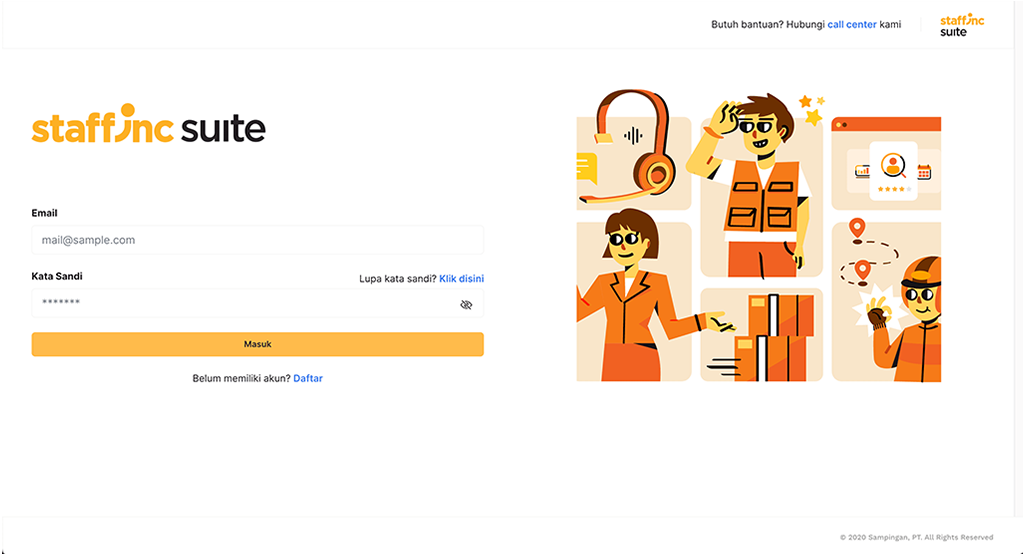 Butuh bantuan? Hubungi call center kami
staffinc
suite
staffinc suite
Email
mail@sample.com
Kata Sandi
Lupa kata sandi? Klik disini
*******
Masuk
Belum memiliki akun? Daftar
© 2020 Sampingan, PT. All Rights Reserved